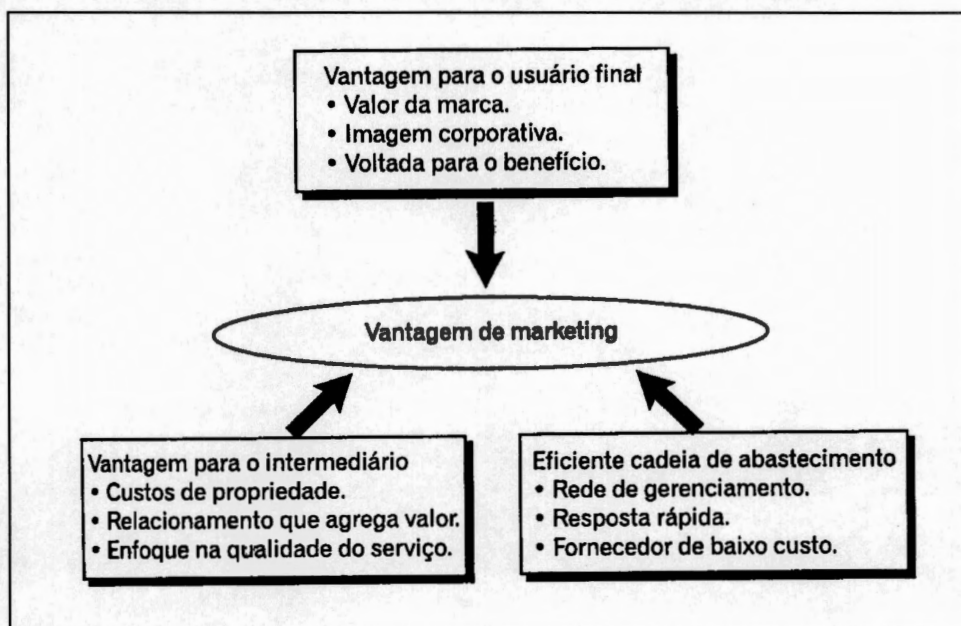 Vantagem para o usuário final
• Valor da marca.
• Imagem corporativa.
• Voltada para o benefício.
Vantagem de marketing
Vantagem para o intermediário
• Custos de propriedade.
• Relacionamento que agrega valor.
• Enfoque na qualidade do serviço.
Eficiente cadeia de abastecimento
• Rede de gerenciamento.
• Resposta rápida.
• Fornecedor de baixo custo.